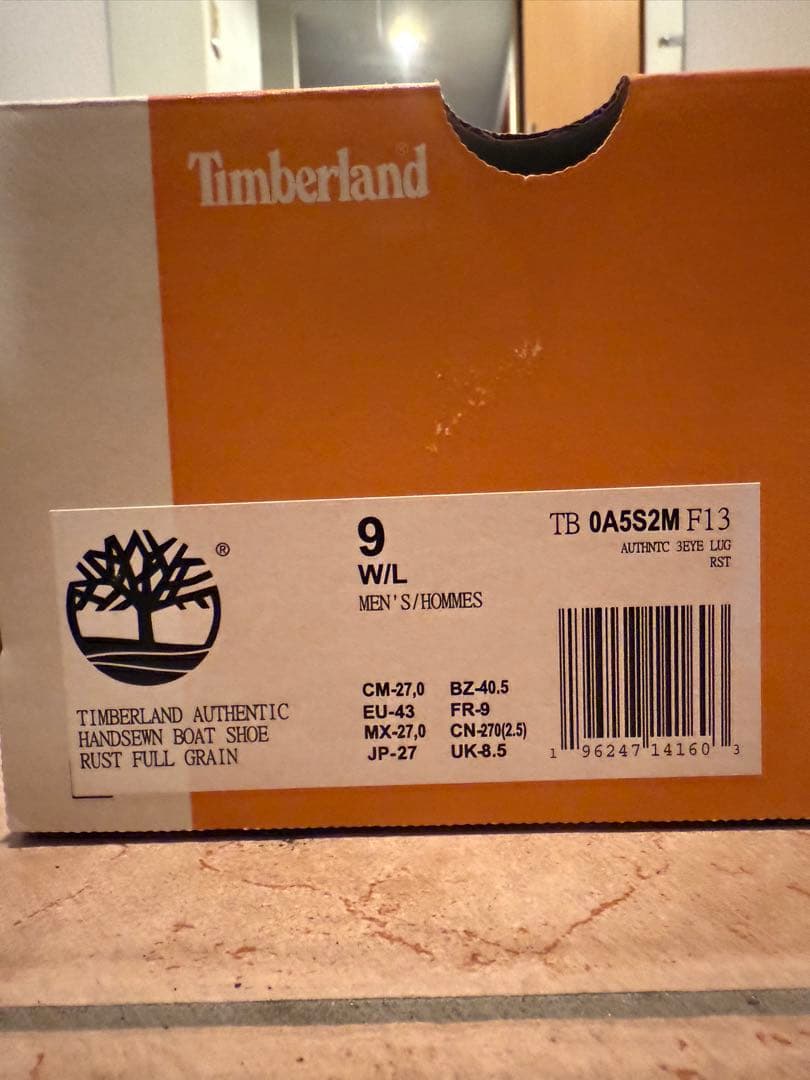 Timberland®
®
TIMBERLAND AUTHENTIC
HANDSEWN BOAT SHOE
RUST FULL GRAIN
9
W/L
MEN'S/HOMMES
CM-27,0 BZ-40.5
EU-43 FR-9
MX-27,0 CN-270(2.5)
JP-27 UK-8.5
TB 0A5S2M F13
AUTHNTC 3EYE LUG
RST
1 96247 14160 3